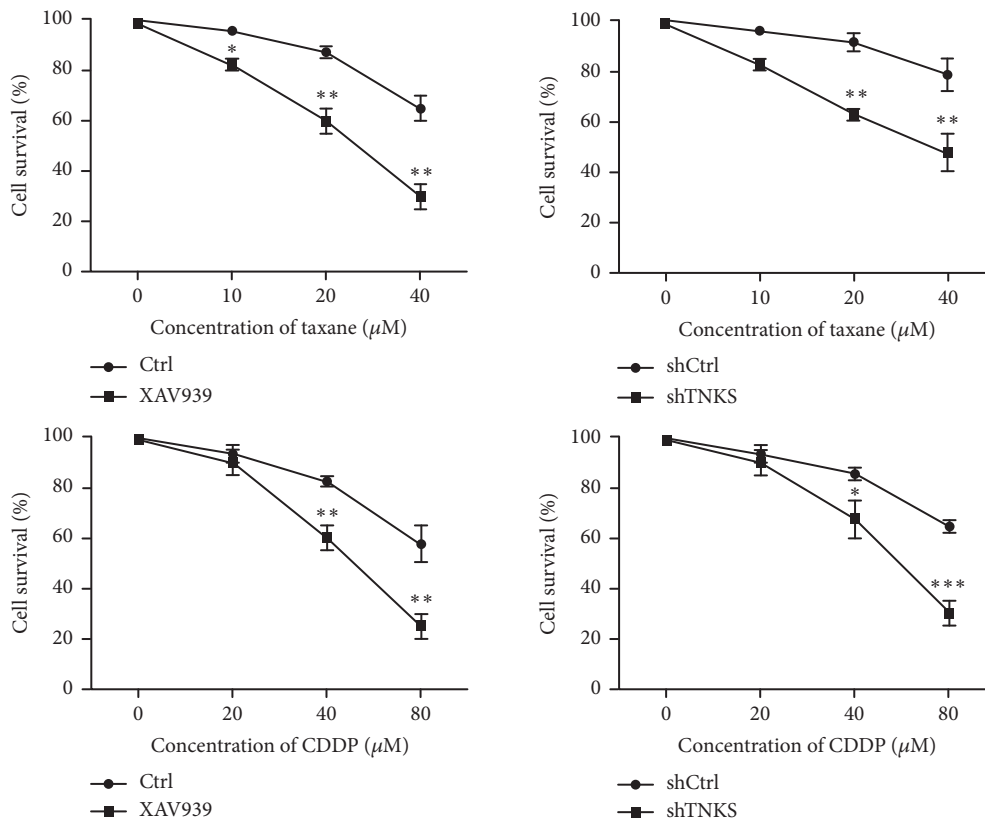 100
80
60
40
20
0
Cell survival (%)
*
**
**
0 10 20 40
Concentration of taxane (μM)
Ctrl
XAV939
100
80
60
40
20
0
Cell survival (%)
**
**
0 10 20 40
Concentration of taxane (μM)
shCtrl
shTNKS
100
80
60
40
20
0
Cell survival (%)
**
**
0 20 40 80
Concentration of CDDP (μM)
Ctrl
XAV939
100
80
60
40
20
0
Cell survival (%)
*
***
0 20 40 80
Concentration of CDDP (μM)
shCtrl
shTNKS